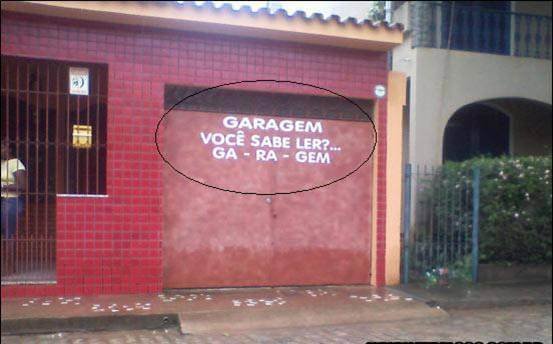 GARAGEM
VOCÊ SABE LER?...
GA - RA - GEM